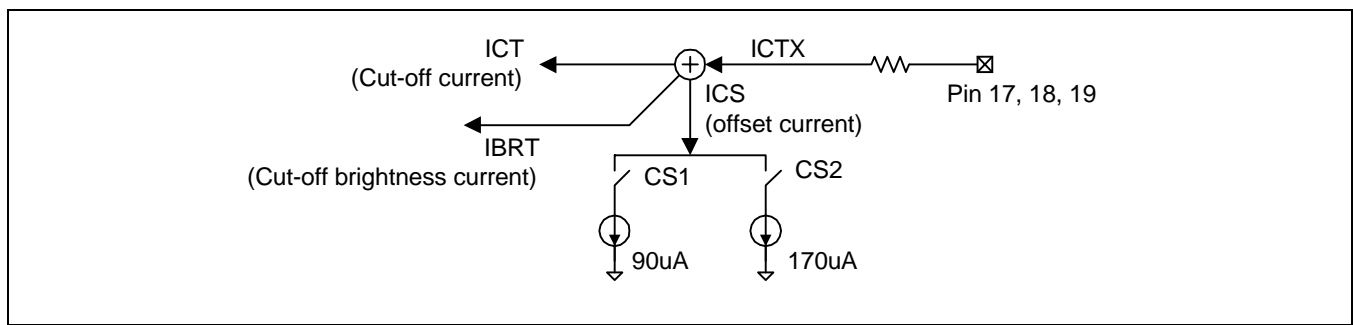 ICT
(Cut-off current)
ICTX
+
Pin 17, 18, 19
ICS
(offset current)
IBRT
(Cut-off brightness current)
CS1
CS2
90uA
170uA